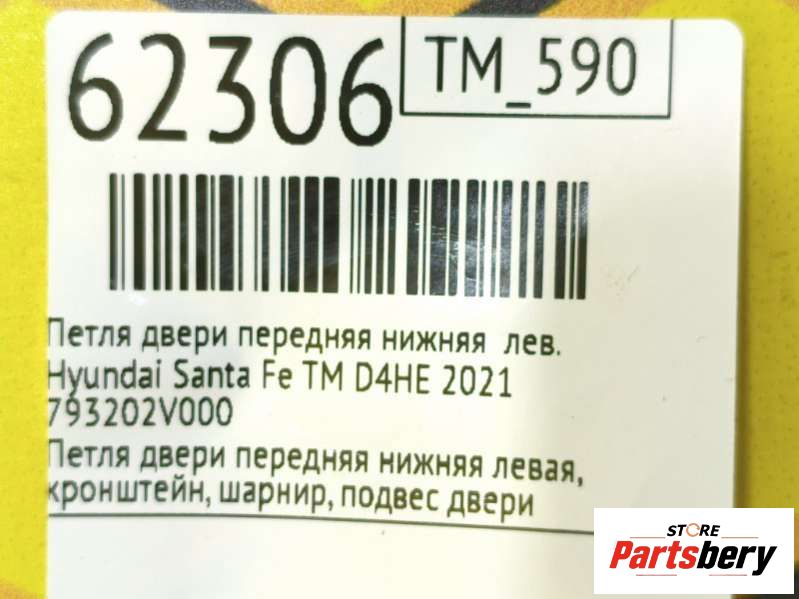 62306
TM_590
Петля двери передняя нижняя лев.
Hyundai Santa Fe TM D4HE 2021
793202V000
Петля двери передняя нижняя левая,
кронштейн, шарнир, подвес двери
STORE
Partsbery